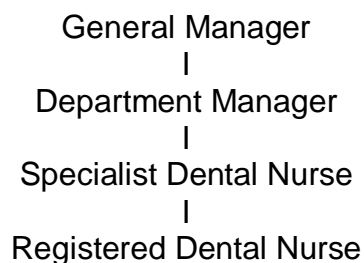 General Manager
Department Manager
Specialist Dental Nurse
Registered Dental Nurse